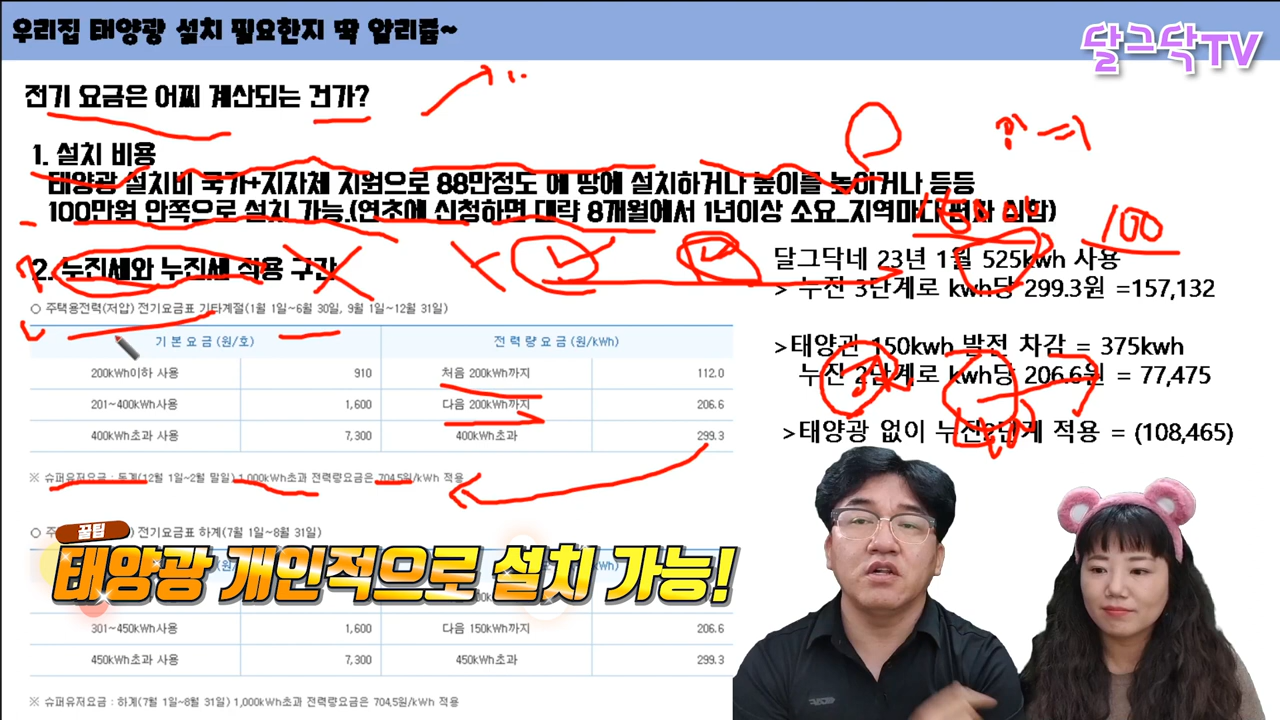 우리집 태양광 설치 필요한지 딱 알리줌~
달그닥TV
전기 요금은 어찌 계산되는 건가?
1. 설치 비용
태양광 설치비 국가+지자체 지원으로 88만정도 에 땅에 설치하거나 높이를 높이거나 등등
100만원 안쪽으로 설치 가능.(연초에 신청하면 대략 8개월에서 1년이상 소요_지역마다 편차 심함)
100
2. 누진세와 누진세 적용 구간
○ 주택용전력(저압) 전기요금표 기타계절(1월 1일~6월 30일, 9월 1일~12월 31일)
기본요금(원/호) 전력량요금(원/kWh)
200kWh이하 사용 910 처음 200kWh까지 112.0
201~400kWh사용 1,600 다음 200kWh까지 206.6
400kWh초과 사용 7,300 400kWh초과 299.3
※ 슈퍼유저요금 : 동계(12월 1일~2월 말일) 1,000kWh초과 전력량요금은 704.5원/kWh 적용
달그닥네 23년 1월 525kwh 사용
> 누진 3단계로 kwh당 299.3원 =157,132
>태양광 150kwh 발전 차감 = 375kwh
누진 2단계로 kwh당 206.6원 = 77,475
>태양광 없이 누진2단계 적용 = (108,465)
전기요금표 하계(7월 1일~8월 31일)
꿀팁
태양광 개인적으로 설치 가능!
301~450kWh사용 1,600 다음 150kWh까지 206.6
450kWh초과 사용 7,300 450kWh초과 299.3
※ 슈퍼유저요금 : 하계(7월 1일~8월 31일) 1,000kWh초과 전력량요금은 704.5원/kWh 적용